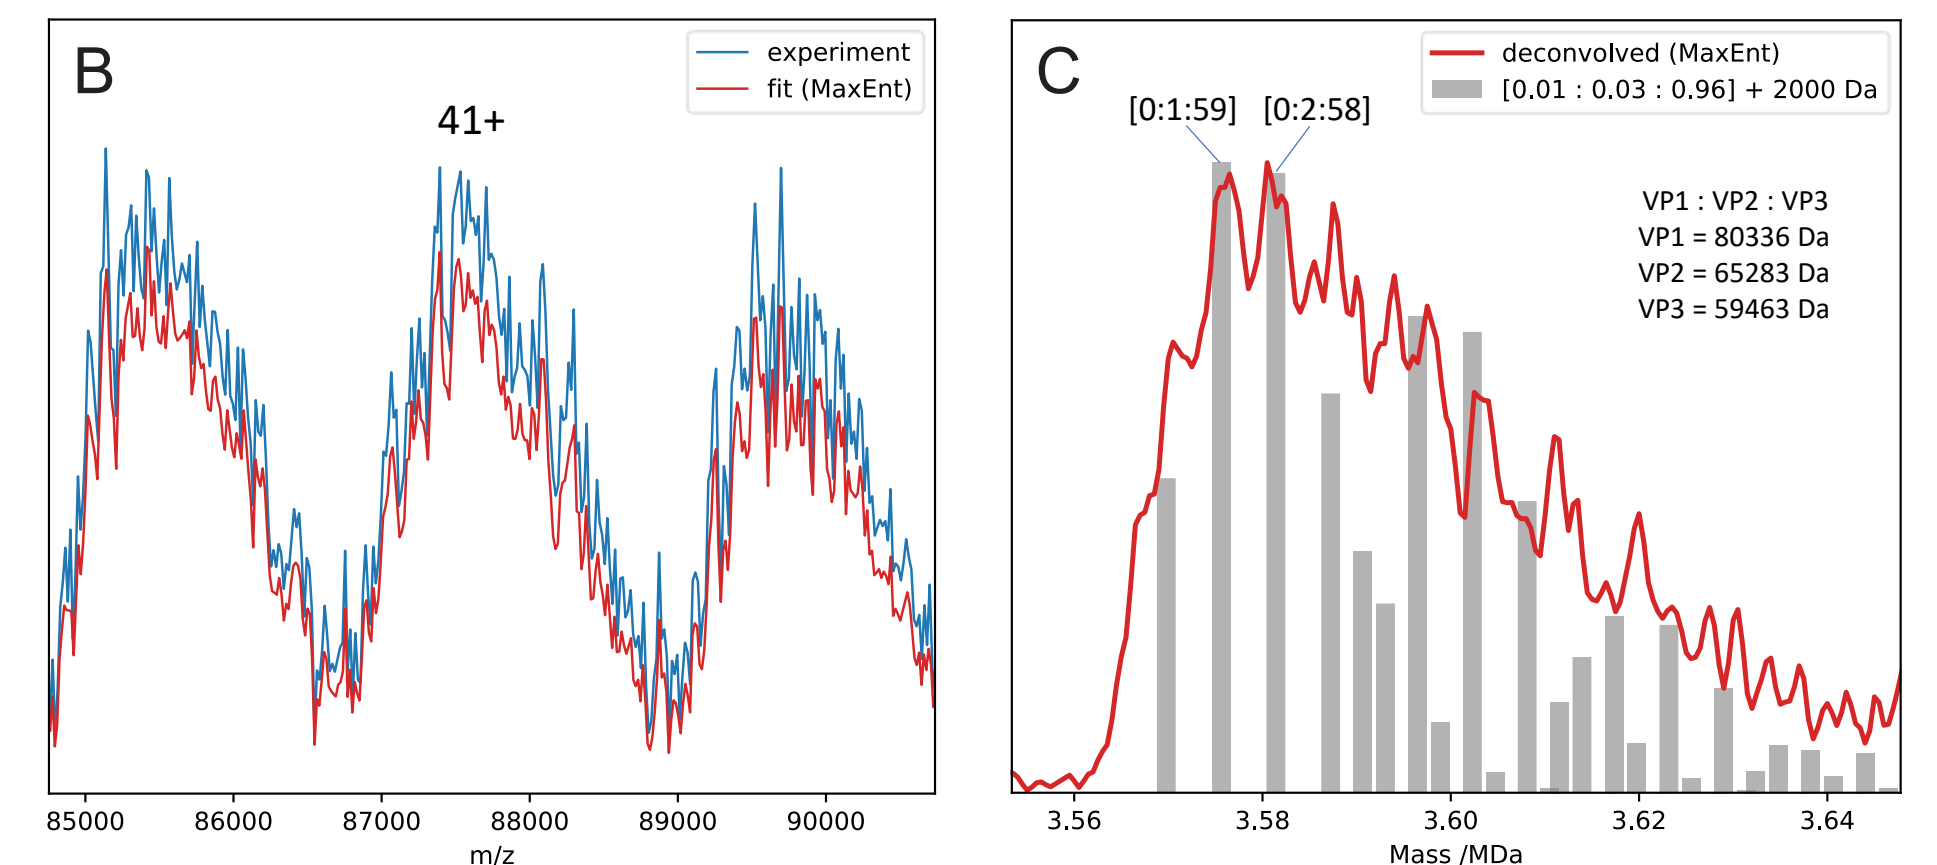 B
experiment
fit (MaxEnt)
41+
85000 86000 87000 88000 89000 90000
m/z
C
deconvolved (MaxEnt)
[0.01 : 0.03 : 0.96] + 2000 Da
[0:1:59] [0:2:58]
VP1 : VP2 : VP3
VP1 = 80336 Da
VP2 = 65283 Da
VP3 = 59463 Da
3.56 3.58 3.60 3.62 3.64
Mass /MDa